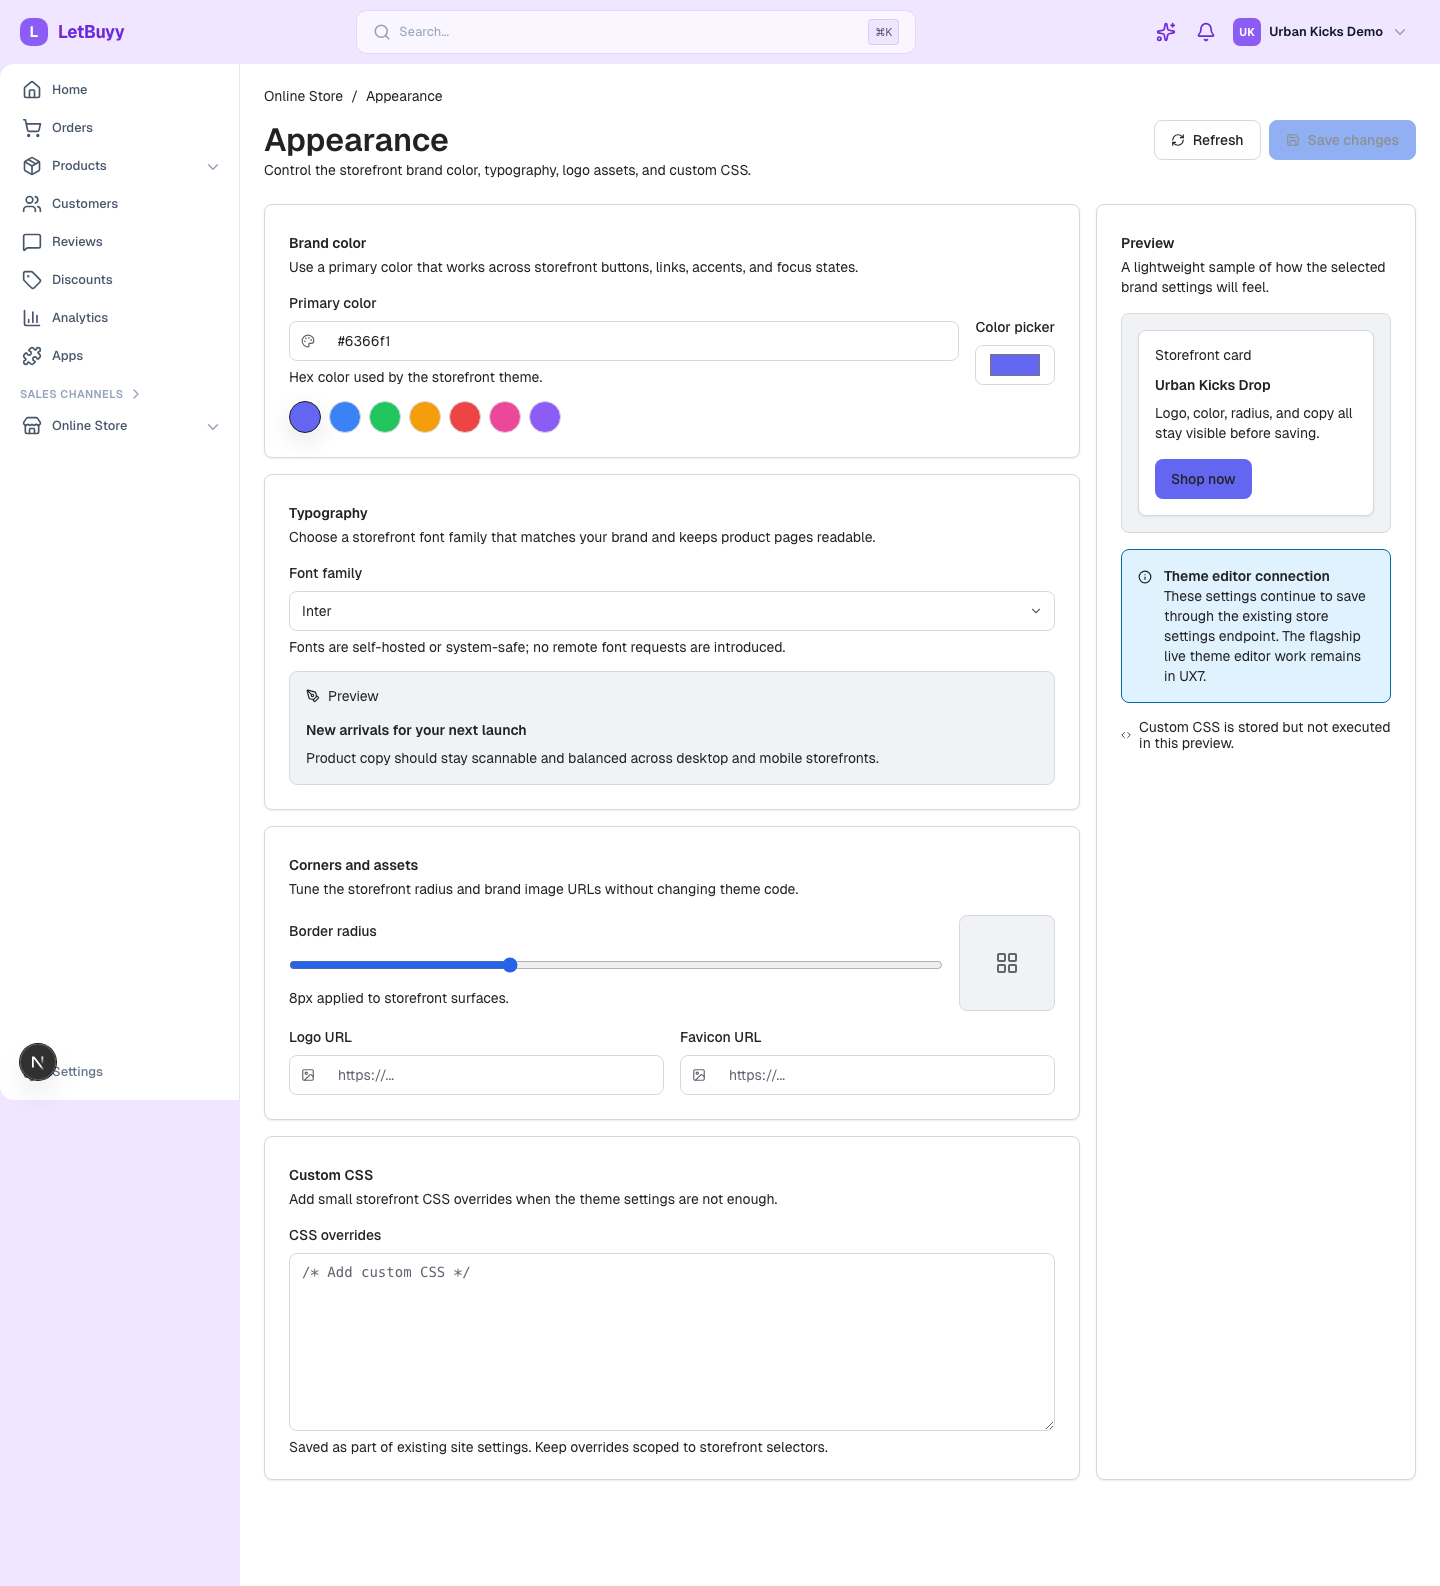 L LetBuyy
Search...
⌘K
UK Urban Kicks Demo
Home
Orders
Products
Customers
Reviews
Discounts
Analytics
Apps
SALES CHANNELS
Online Store
Settings
N
Online Store / Appearance
Appearance
Control the storefront brand color, typography, logo assets, and custom CSS.
Refresh
Save changes
Brand color
Use a primary color that works across storefront buttons, links, accents, and focus states.
Primary color
#6366f1
Hex color used by the storefront theme.
Color picker
Typography
Choose a storefront font family that matches your brand and keeps product pages readable.
Font family
Inter
Fonts are self-hosted or system-safe; no remote font requests are introduced.
Preview
New arrivals for your next launch
Product copy should stay scannable and balanced across desktop and mobile storefronts.
Corners and assets
Tune the storefront radius and brand image URLs without changing theme code.
Border radius
8px applied to storefront surfaces.
Logo URL
https://...
Favicon URL
https://...
Custom CSS
Add small storefront CSS overrides when the theme settings are not enough.
CSS overrides
/* Add custom CSS */
Saved as part of existing site settings. Keep overrides scoped to storefront selectors.
Preview
A lightweight sample of how the selected
brand settings will feel.
Storefront card
Urban Kicks Drop
Logo, color, radius, and copy all
stay visible before saving.
Shop now
Theme editor connection
These settings continue to save
through the existing store
settings endpoint. The flagship
live theme editor work remains
in UX7.
Custom CSS is stored but not executed
in this preview.